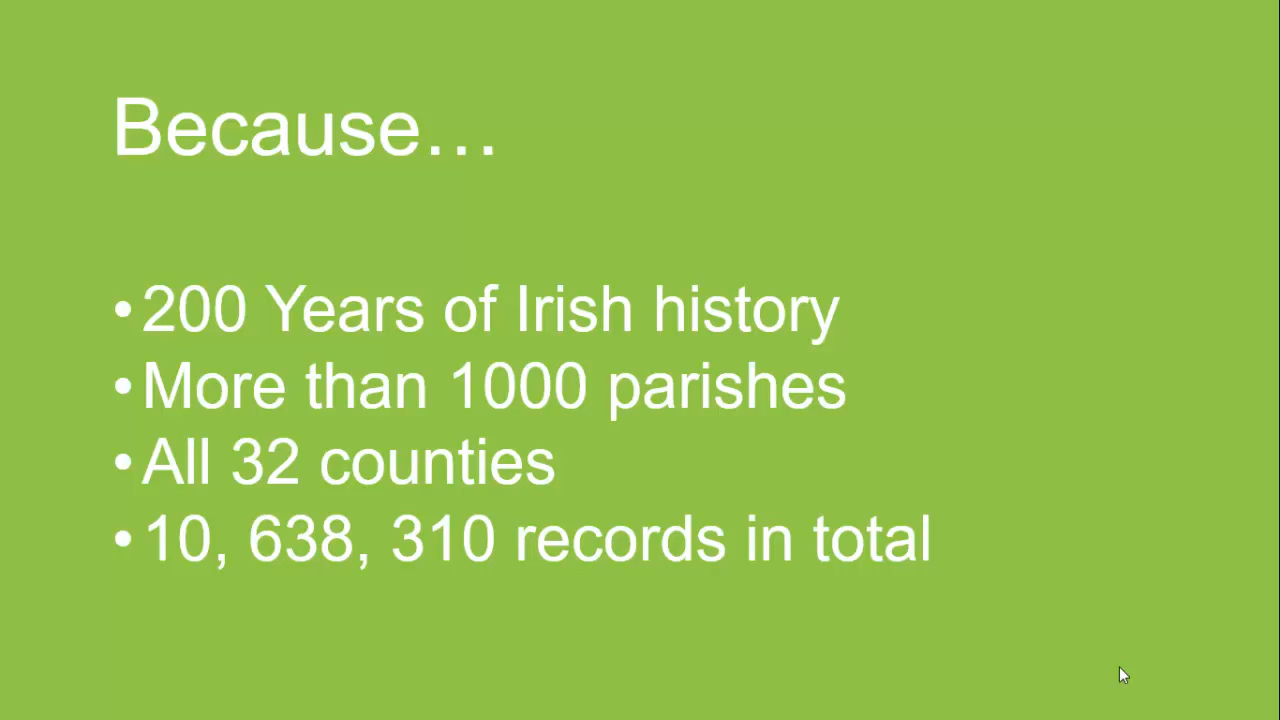 Because…
•200 Years of Irish history
•More than 1000 parishes
•All 32 counties
•10, 638, 310 records in total